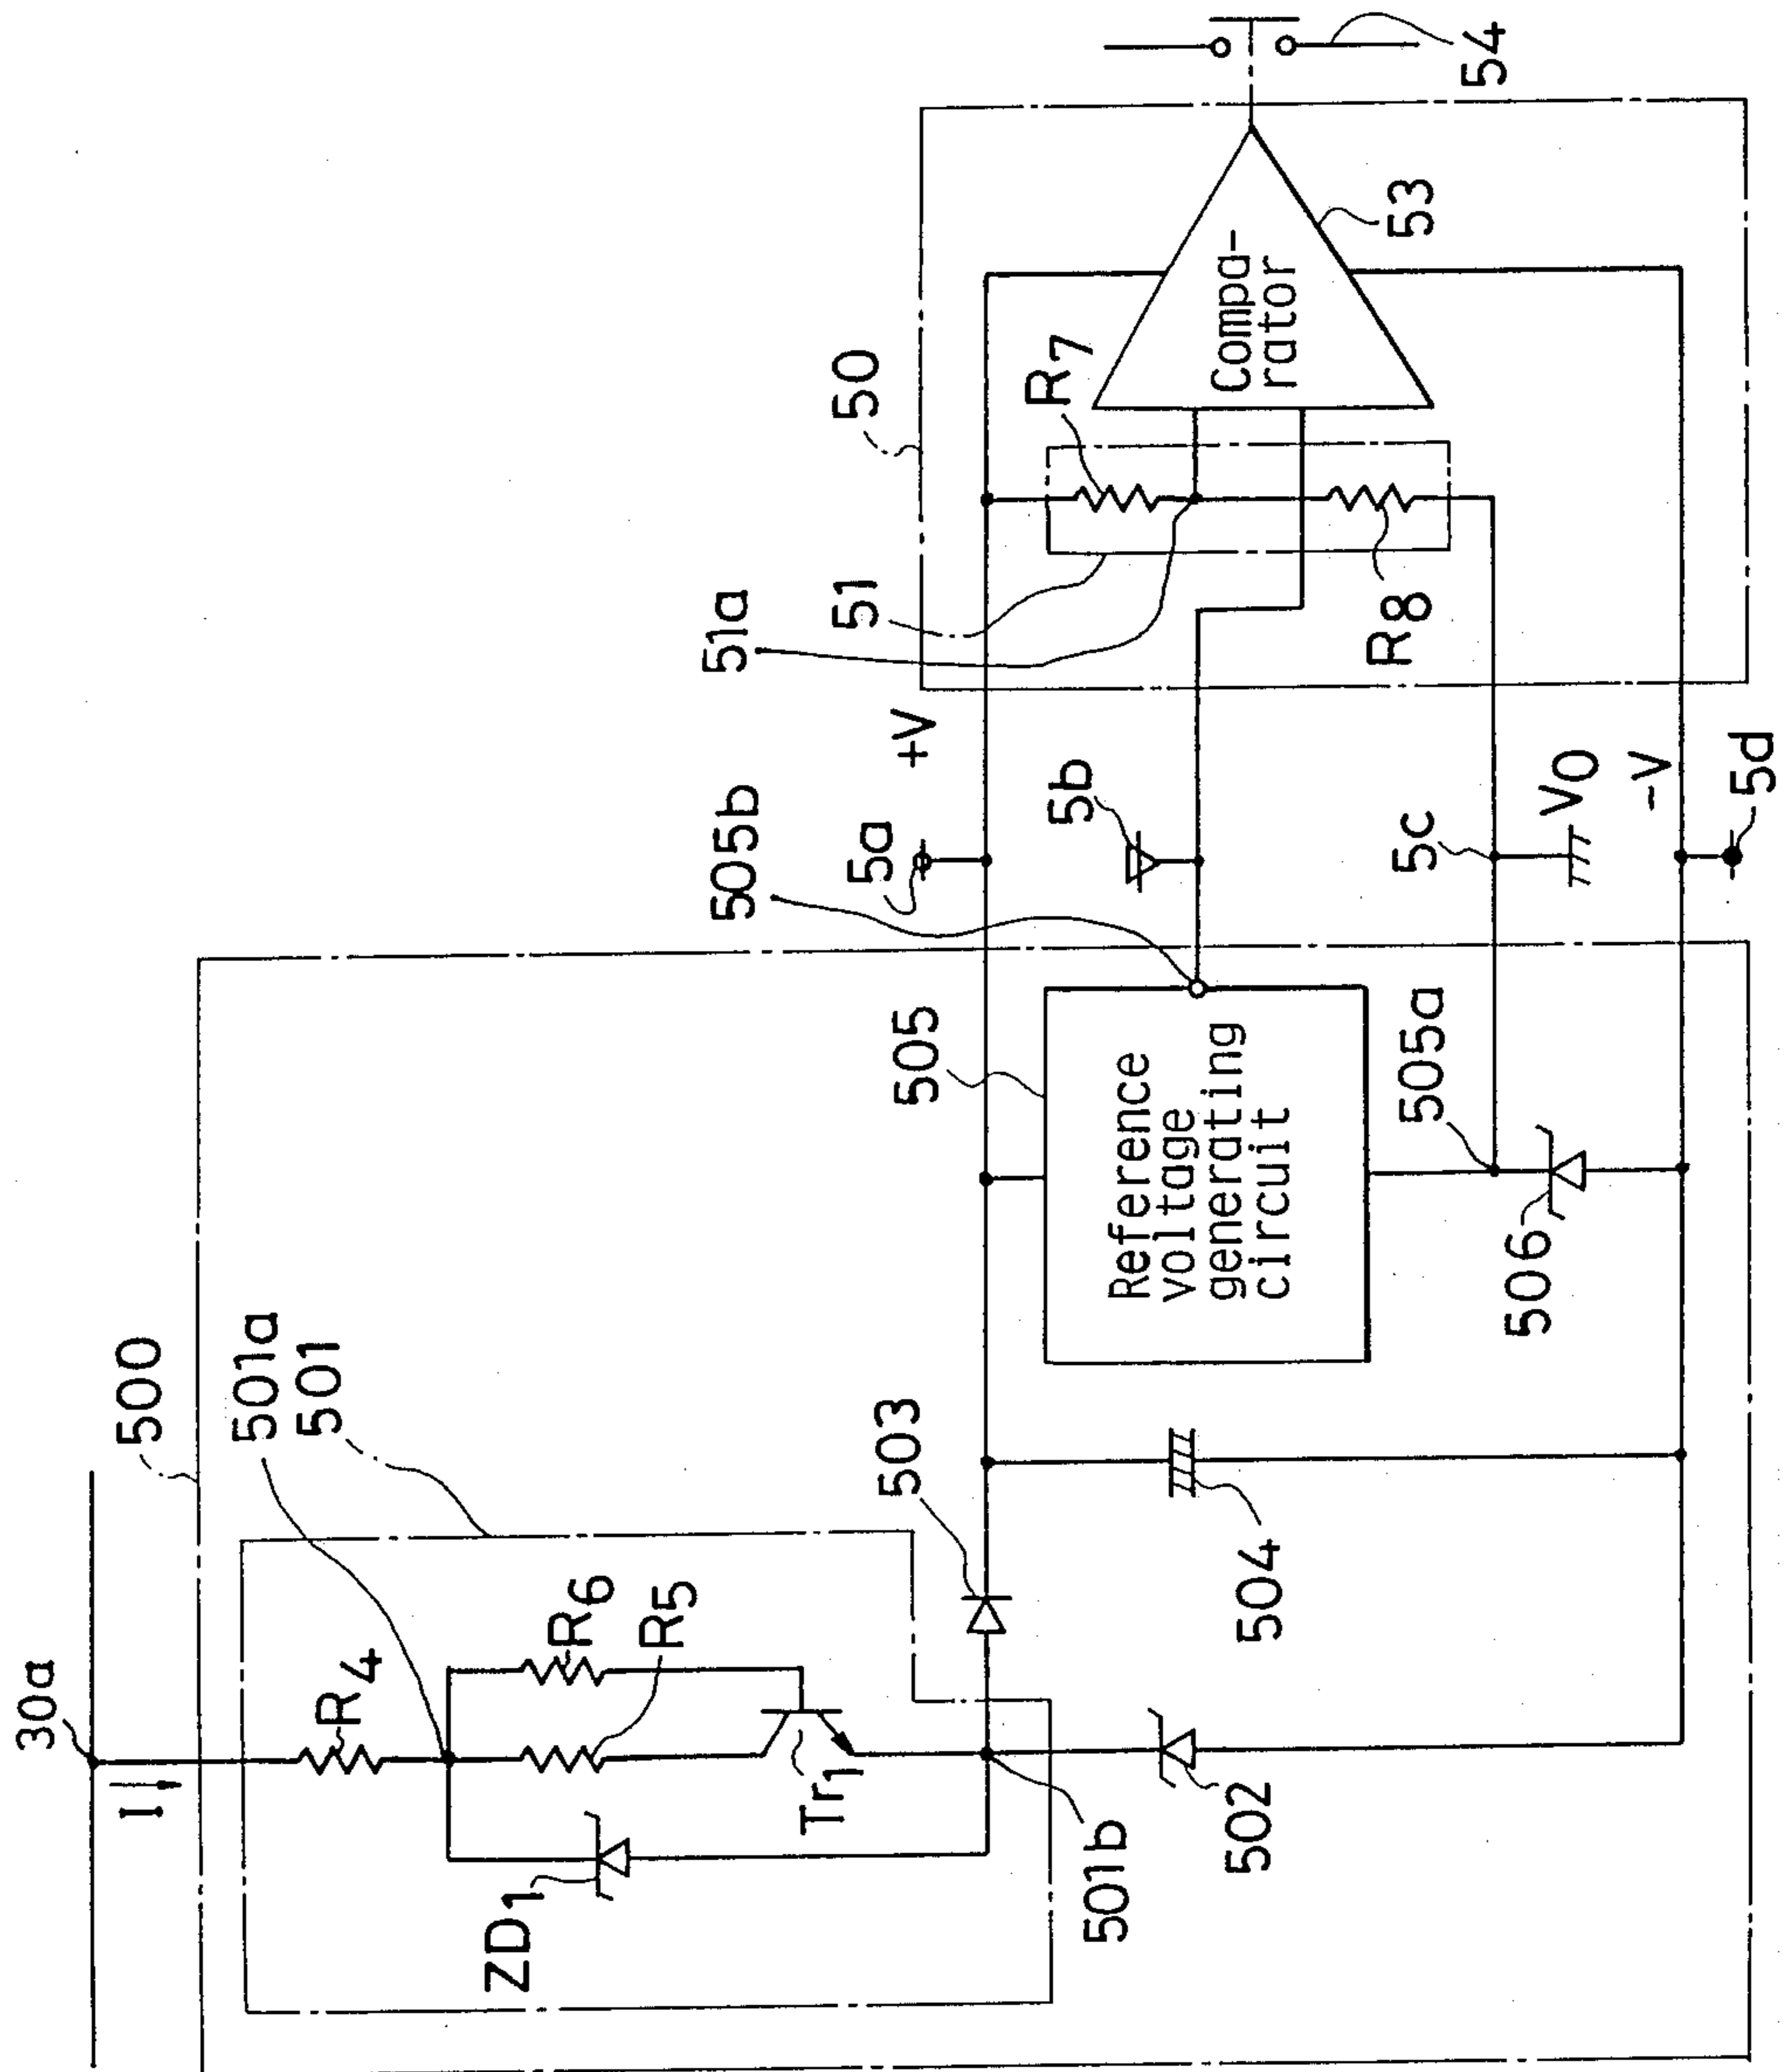 30a
I
500
501a
501
R4
R6
R5
ZD1
Tr1
501b
502
503
504
505
Reference
voltage
generating
circuit
505b
505a
506
5a
+V
5b
5c
V0
-V
5d
50
51a
51
R7
R8
Compa-
rator
53
54